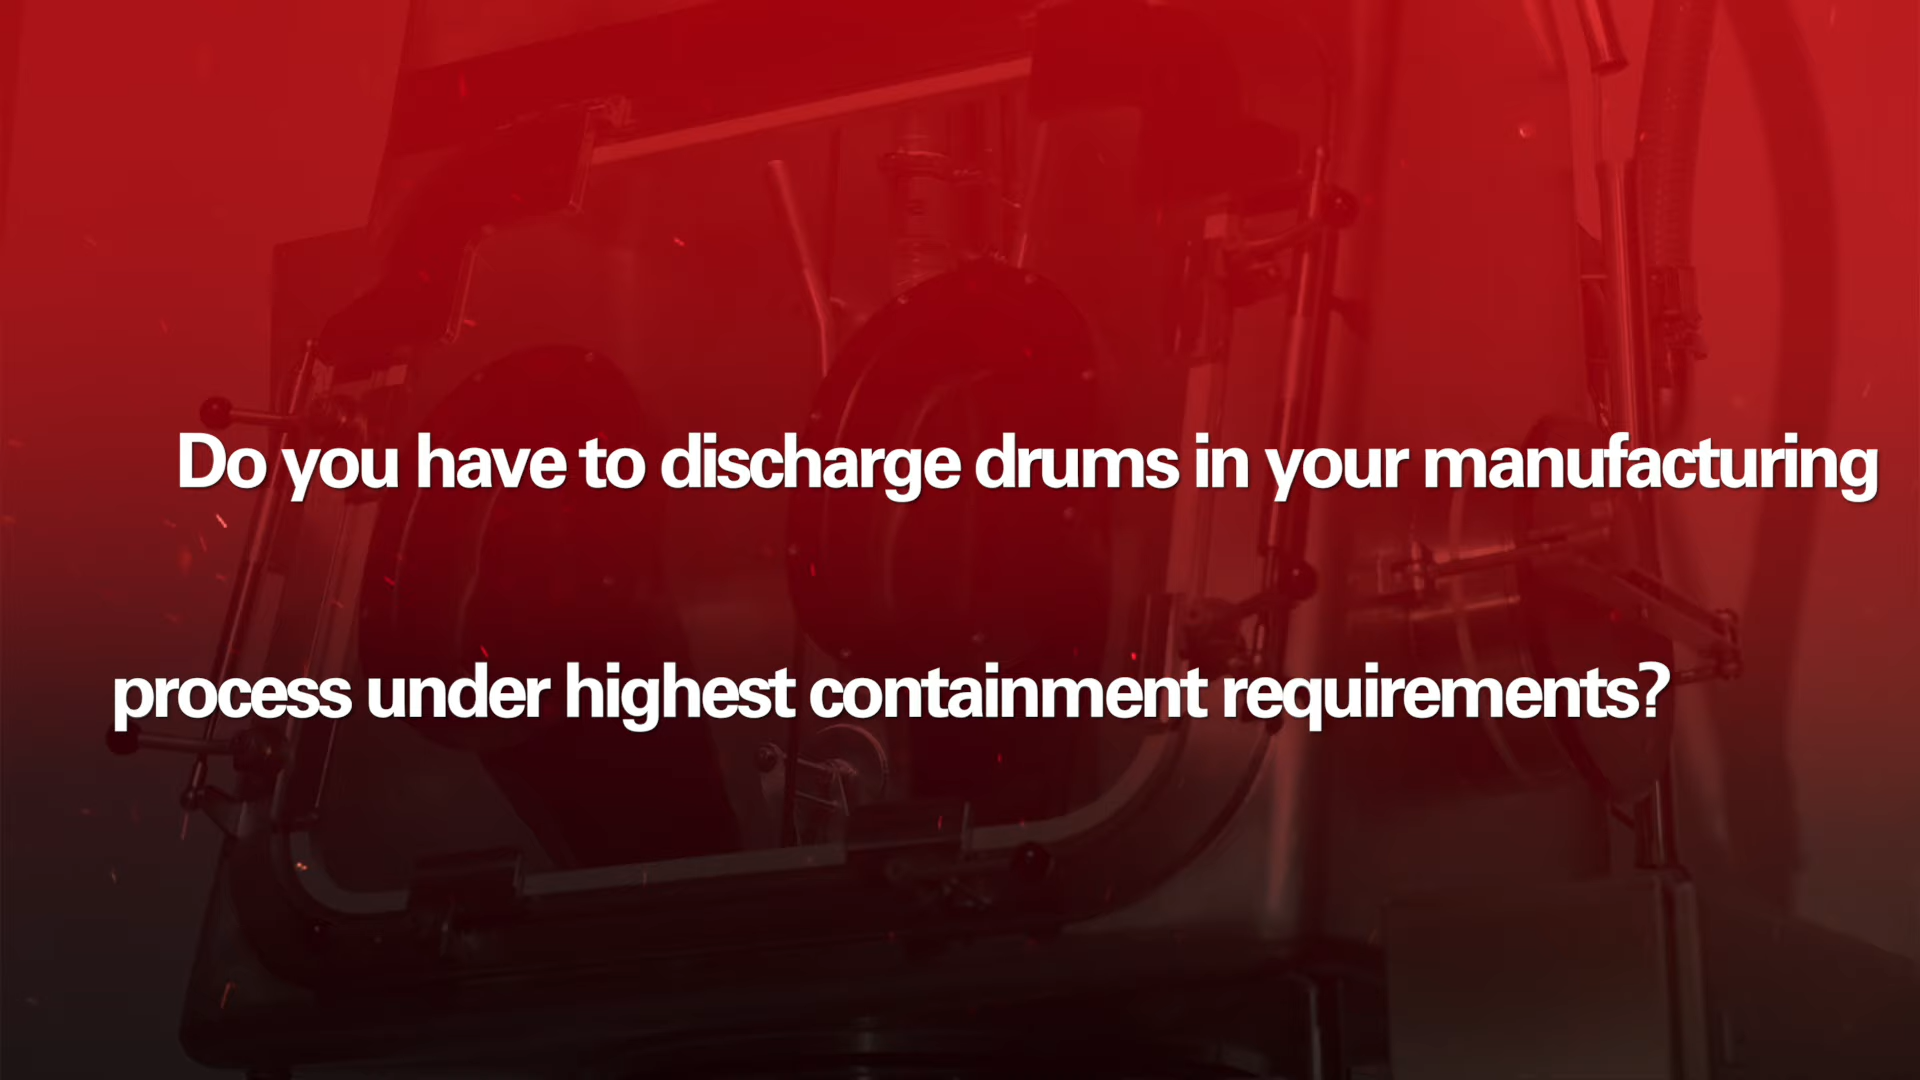 Do you have to discharge drums in your manufacturing
process under highest containment requirements?